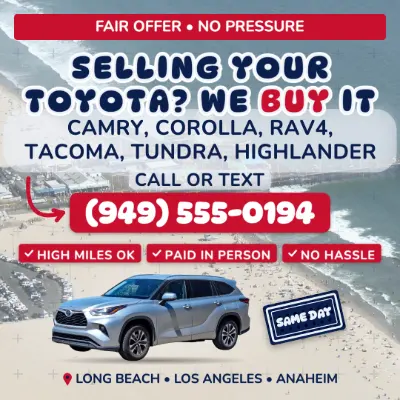 FAIR OFFER • NO PRESSURE
SELLING YOUR
TOYOTA? WE BUY IT
CAMRY, COROLLA, RAV4,
TACOMA, TUNDRA, HIGHLANDER
CALL OR TEXT
(949) 555-0194
✓ HIGH MILES OK ✓ PAID IN PERSON ✓ NO HASSLE
SAME DAY
LONG BEACH • LOS ANGELES • ANAHEIM